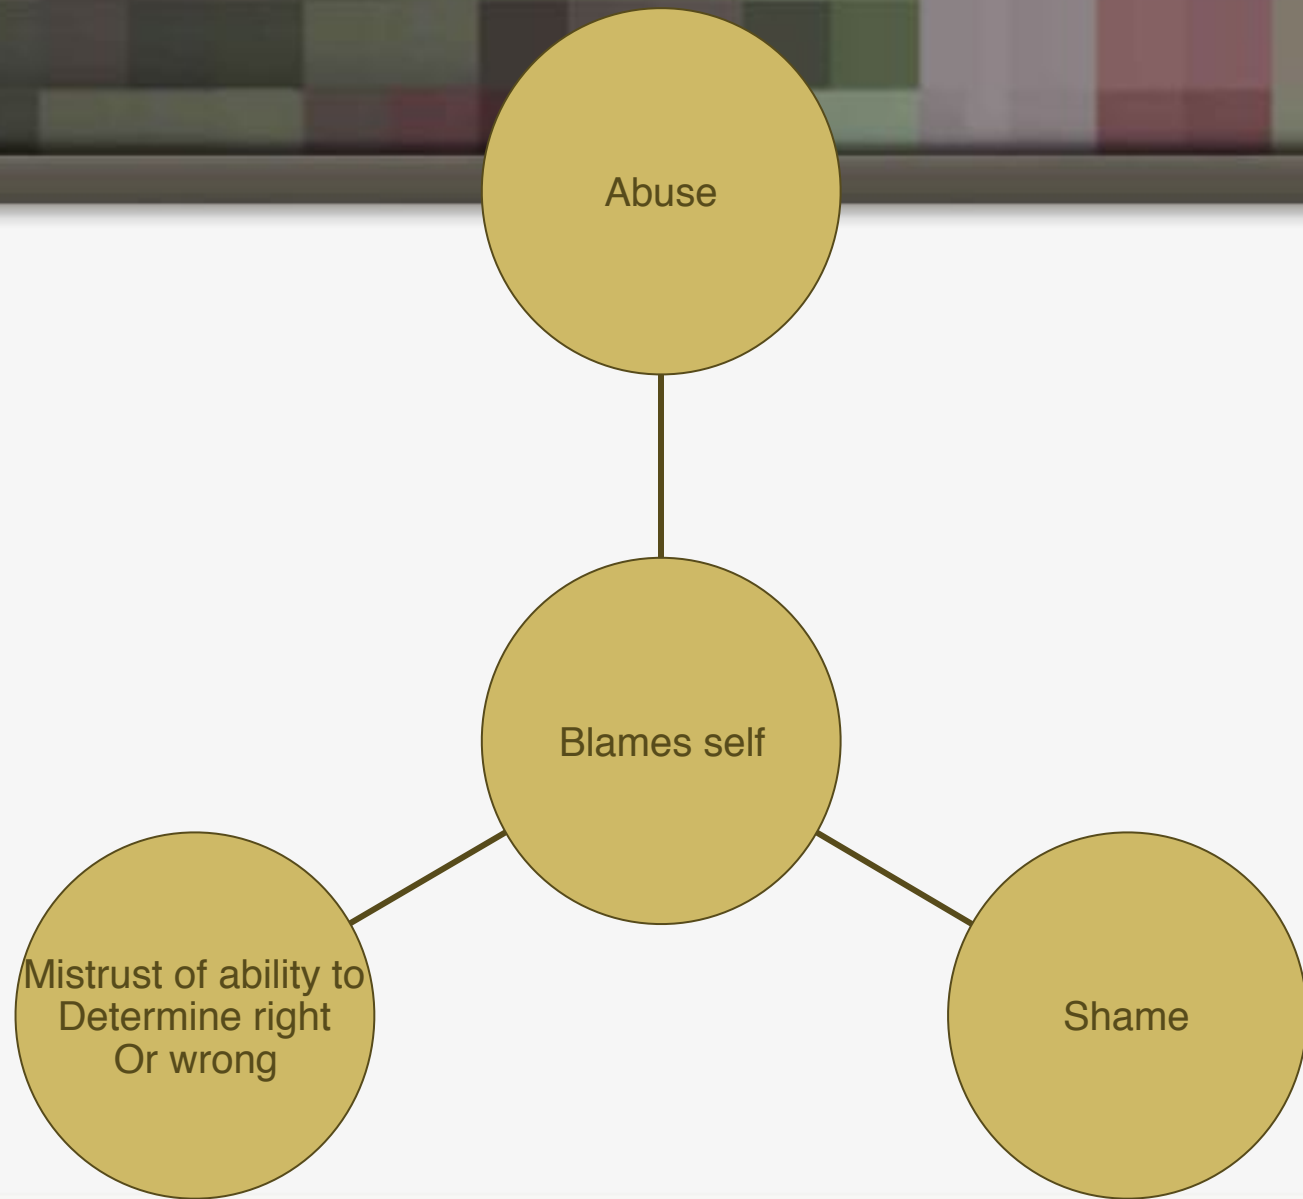 Abuse
Blames self
Mistrust of ability to
Determine right
Or wrong
Shame